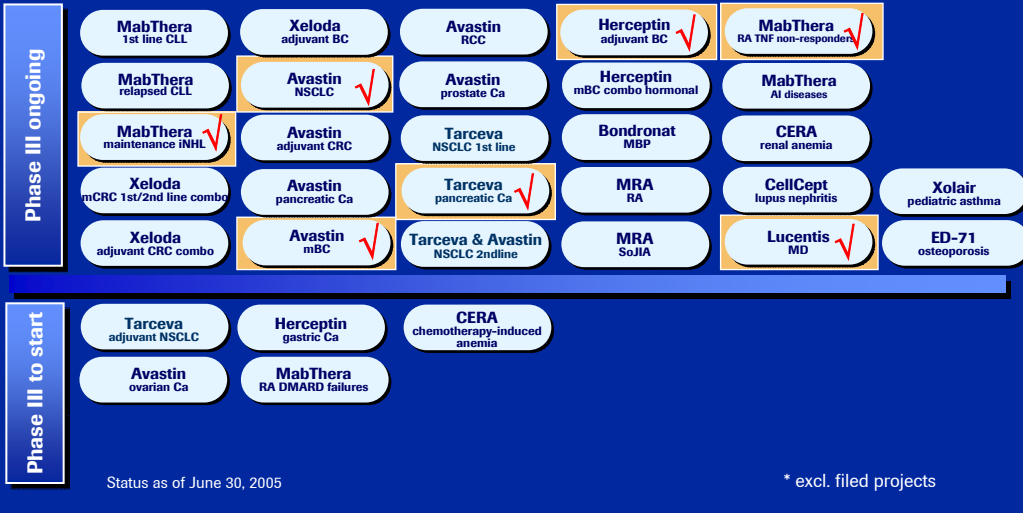 Phase III ongoing
MabThera
1st line CLL
Xeloda
adjuvant BC
Avastin
RCC
Herceptin
adjuvant BC
MabThera
RA TNF non-responders
MabThera
relapsed CLL
Avastin
NSCLC
Avastin
prostate Ca
Herceptin
mBC combo hormonal
MabThera
AI diseases
MabThera
maintenance iNHL
Avastin
adjuvant CRC
Tarceva
NSCLC 1st line
Bondronat
MBP
CERA
renal anemia
Xeloda
mCRC 1st/2nd line combo
Avastin
pancreatic Ca
Tarceva
pancreatic Ca
MRA
RA
CellCept
lupus nephritis
Xolair
pediatric asthma
Xeloda
adjuvant CRC combo
Avastin
mBC
Tarceva & Avastin
NSCLC 2ndline
MRA
SoJIA
Lucentis
MD
ED-71
osteoporosis
Phase III to start
Tarceva
adjuvant NSCLC
Herceptin
gastric Ca
CERA
chemotherapy-induced
anemia
Avastin
ovarian Ca
MabThera
RA DMARD failures
Status as of June 30, 2005
* excl. filed projects